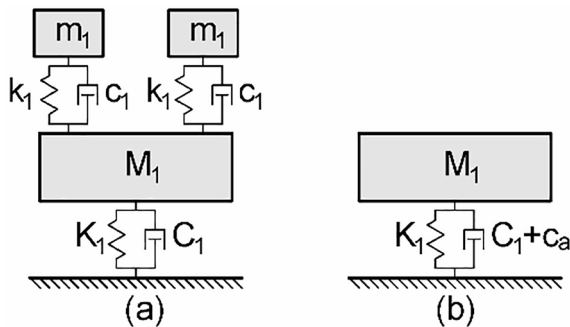 m₁ m₁
k₁ c₁ k₁ c₁
M₁ M₁
K₁ C₁ K₁ C₁+cₐ
(a) (b)